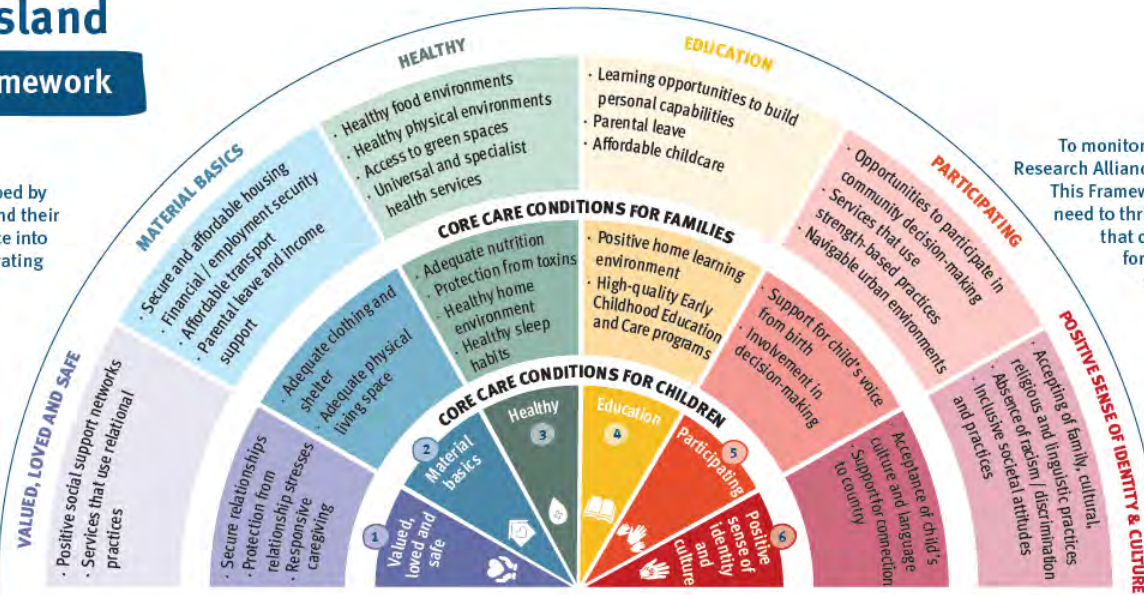 sland
mework
ped by
nd their
ce into
rating
To monitor
Research Allianc
This Framew
need to thr
that c
for
VALUED, LOVED AND SAFE
MATERIAL BASICS
HEALTHY
EDUCATION
PARTICIPATING
POSITIVE SENSE OF IDENTITY & CULTURE
· Positive social support networks
· Services that use relational
practices
· Secure and affordable housing
· Financial / employment security
· Affordable transport
· Parental leave and income
support
· Healthy food environments
· Healthy physical environments
· Access to green spaces
· Universal and specialist
health services
· Learning opportunities to build
personal capabilities
· Parental leave
· Affordable childcare
· Opportunities to participate in
community decision-making
· Services that use
strength-based practices
· Navigable urban environments
· Accepting of family, cultural,
religious and linguistic practices
· Absence of racism / discrimination
· Inclusive societal attitudes
and practices
CORE CARE CONDITIONS FOR FAMILIES
· Secure relationships
· Protection from
relationship stresses
· Responsive
caregiving
· Adequate clothing and
shelter
· Adequate physical
living space
· Adequate nutrition
· Protection from toxins
· Healthy home
environment
· Healthy sleep
habits
· Positive home learning
environment
· High-quality Early
Childhood Education
and Care programs
· Support for child's voice
from birth
· Involvement in
decision-making
· Acceptance of child's
culture and language
· Support for connection
to country
CORE CARE CONDITIONS FOR CHILDREN
1
Valued,
loved and
safe
2
Material
basics
Healthy
3
Education
4
Participating
5
Positive
sense of
identity
and
culture
6